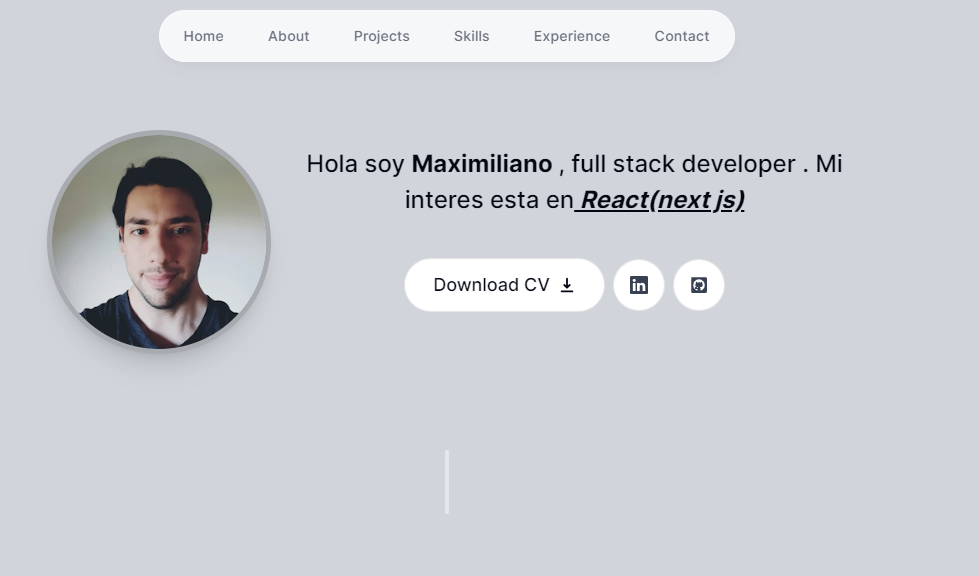 Home About Projects Skills Experience Contact
Hola soy Maximiliano , full stack developer . Mi
interes esta en React(next js)
Download CV
in